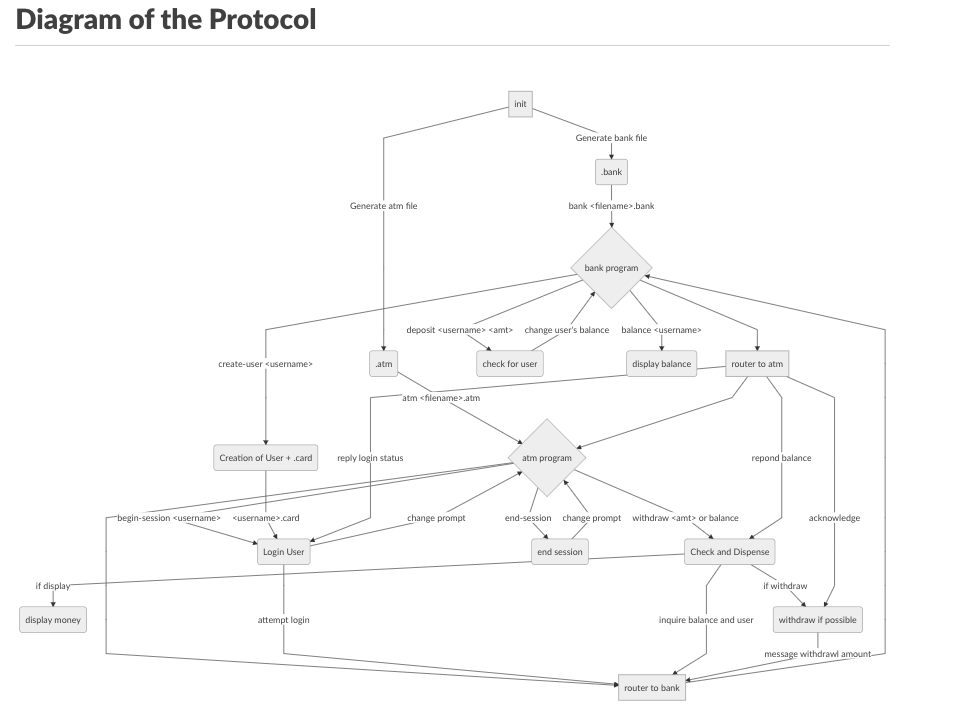 Diagram of the Protocol
init
Generate bank file
.bank
Generate atm file
bank <filename>.bank
bank program
deposit <username> <amt>
change user's balance
balance <username>
create-user <username>
.atm
check for user
display balance
router to atm
atm <filename>.atm
Creation of User + .card
reply login status
atm program
repond balance
begin-session <username>
<username>.card
change prompt
end-session
change prompt
withdraw <amt> or balance
acknowledge
Login User
end session
Check and Dispense
if display
if withdraw
display money
attempt login
inquire balance and user
withdraw if possible
message withdrawl amount
router to bank